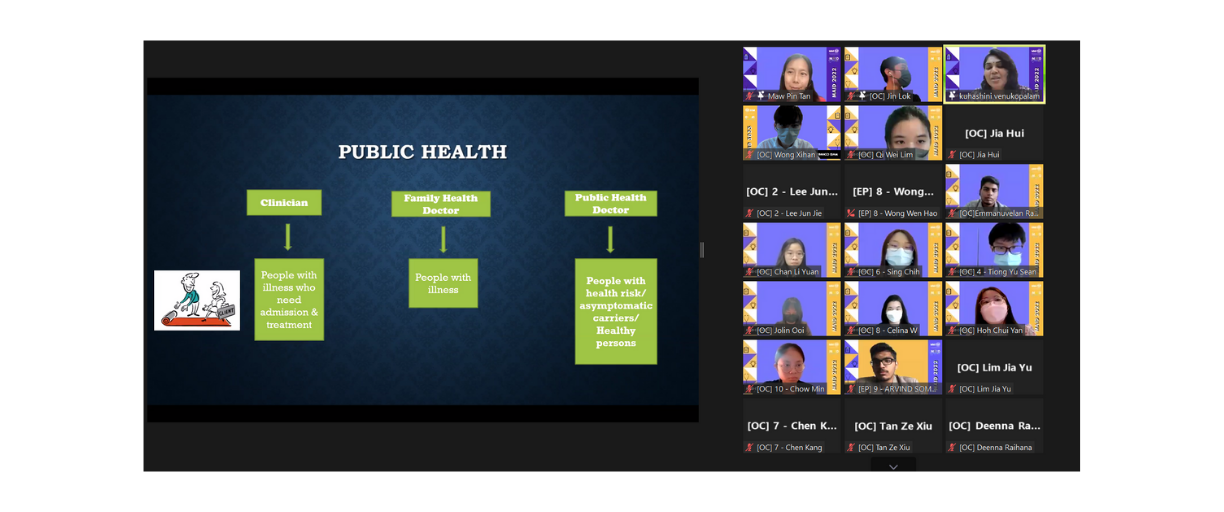 PUBLIC HEALTH
Clinician
Family Health
Doctor
Public Health
Doctor
People with
illness who
need
admission &
treatment
People with
illness
People with
health risk/
asymptomatic
carriers/
Healthy
persons
CLIENT
Maw Pin Tan
[OC] Jin Lok
kuhashini venukopalam
[OC] Wong Xihan
[OC] Qi Wei Lim
[OC] Jia Hui
[OC] Jia Hui
[OC] 2 - Lee Jun...
[OC] 2 - Lee Jun Jie
[EP] 8 - Wong...
[EP] 8 - Wong Wen Hao
[OC]Emmanuvelan Ra...
[OC] Chan Li Yuan
[OC] 6 - Sing Chih
[OC] 4 - Tiong Yu Sean
[OC] Jolin Ooi
[OC] 8 - Celina W
[OC] Hoh Chui Yan
[OC] 10 - Chow Min
[EP] 9 - ARVIND SOM...
[OC] Lim Jia Yu
[OC] Lim Jia Yu
[OC] 7 - Chen K...
[OC] 7 - Chen Kang
[OC] Tan Ze Xiu
[OC] Tan Ze Xiu
[OC] Deenna Ra...
[OC] Deenna Raihana